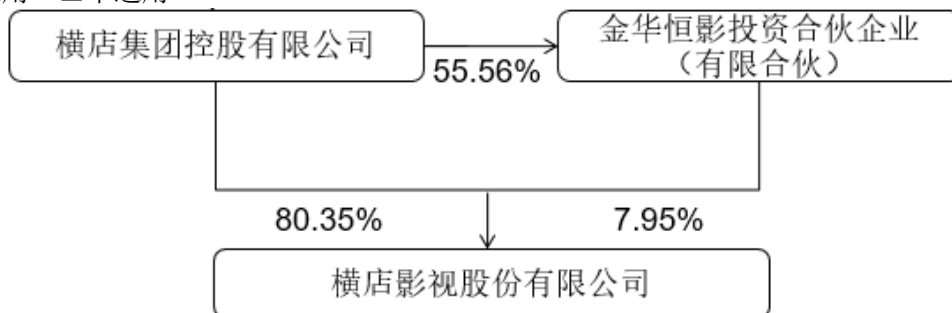 横店集团控股有限公司
55.56%
金华恒影投资合伙企业
（有限合伙）
80.35%
7.95%
横店影视股份有限公司